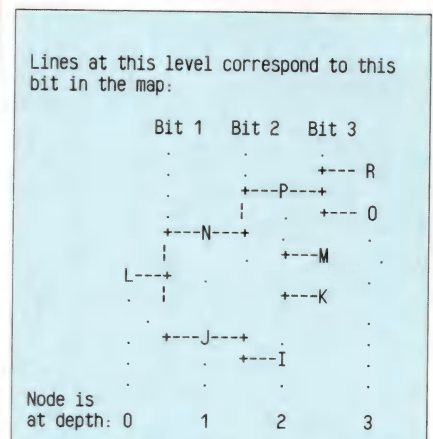 Lines at this level correspond to this
bit in the map:
Bit 1 Bit 2 Bit 3
R
P
O
N
M
L
K
J
I
Node is
at depth: 0 1 2 3